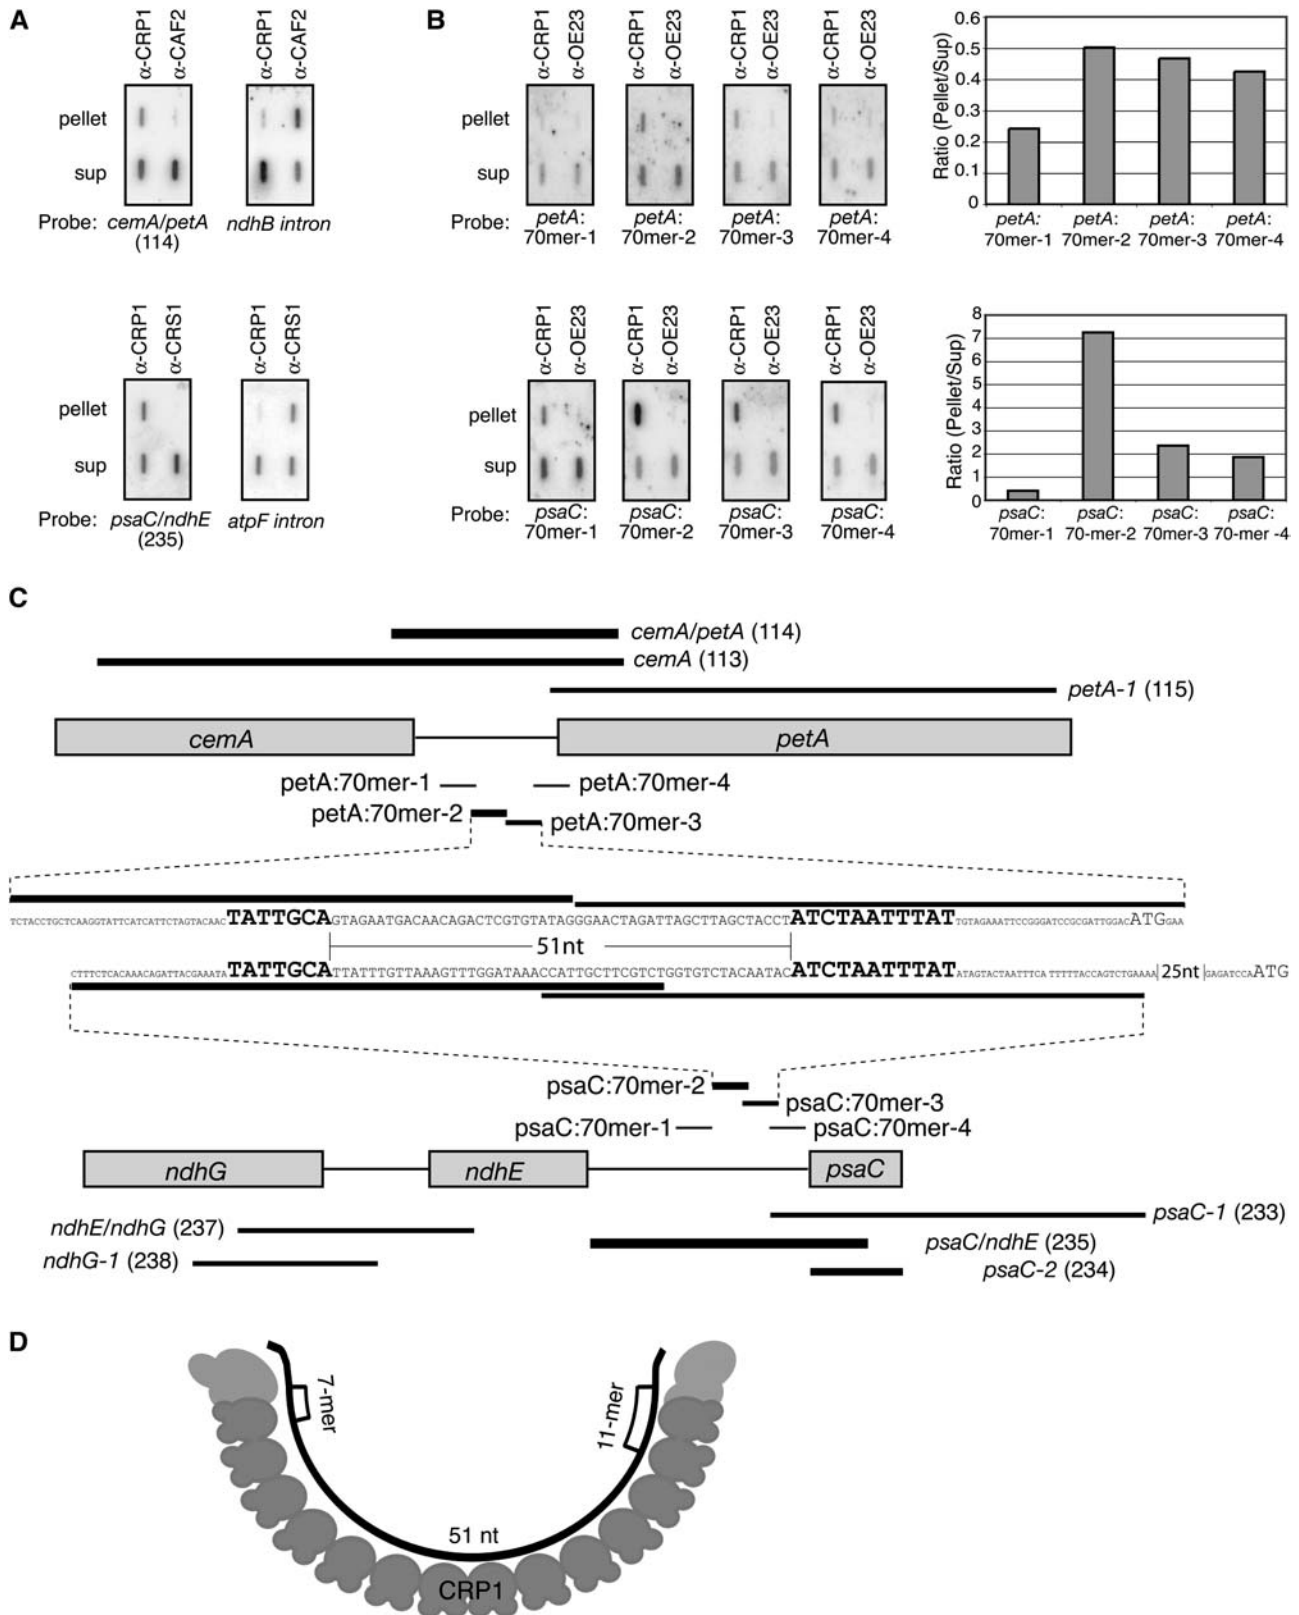 A
α-CRP1
α-CAF2
α-CRP1
α-CAF2
pellet
sup
Probe: cemA/petA (114)
ndhB intron
α-CRP1
α-CRS1
α-CRP1
α-CRS1
pellet
sup
Probe: psaC/ndhE (235)
atpF intron
B
α-CRP1
α-OE23
α-CRP1
α-OE23
α-CRP1
α-OE23
α-CRP1
α-OE23
pellet
sup
Probe: petA: 70mer-1
petA: 70mer-2
petA: 70mer-3
petA: 70mer-4
Ratio (Pellet/Sup)
0.6
0.5
0.4
0.3
0.2
0.1
0
petA: 70mer-1
petA: 70mer-2
petA: 70mer-3
petA: 70mer-4
α-CRP1
α-OE23
α-CRP1
α-OE23
α-CRP1
α-OE23
α-CRP1
α-OE23
pellet
sup
Probe: psaC: 70mer-1
psaC: 70mer-2
psaC: 70mer-3
psaC: 70mer-4
Ratio (Pellet/Sup)
8
7
6
5
4
3
2
1
0
psaC: 70mer-1
psaC: 70-mer-2
psaC: 70mer-3
psaC: 70-mer -4
C
cemA/petA (114)
cemA (113)
petA-1 (115)
cemA
petA
petA:70mer-1
petA:70mer-4
petA:70mer-2
petA:70mer-3
TCTACCTGCTCAAGGTATTCATCATTCTAGTACAACTATTGCAGTAGAATGACAACAGACTCGTGTATAGGGAACTAGATTAGCTTAGCTACCTATCTAATTTATTGTAGAAATTCCGGGATCCGCGATTGGACATGGAA
51nt
CTTTCTCACAAACAGATTACGAAATATATTGCATTATTTGTTAAAGTTTGGATAAACCATTGCTTCGTCTGGTGTCTACAATACATCTAATTTATATAGTACTAATTTCATTTTTACCAGTCTGAAAA 25nt GAGATCCAATG
psaC:70mer-2
psaC:70mer-3
psaC:70mer-1
psaC:70mer-4
ndhG
ndhE
psaC
psaC-1 (233)
ndhE/ndhG (237)
psaC/ndhE (235)
ndhG-1 (238)
psaC-2 (234)
D
7-mer
11-mer
51 nt
CRP1